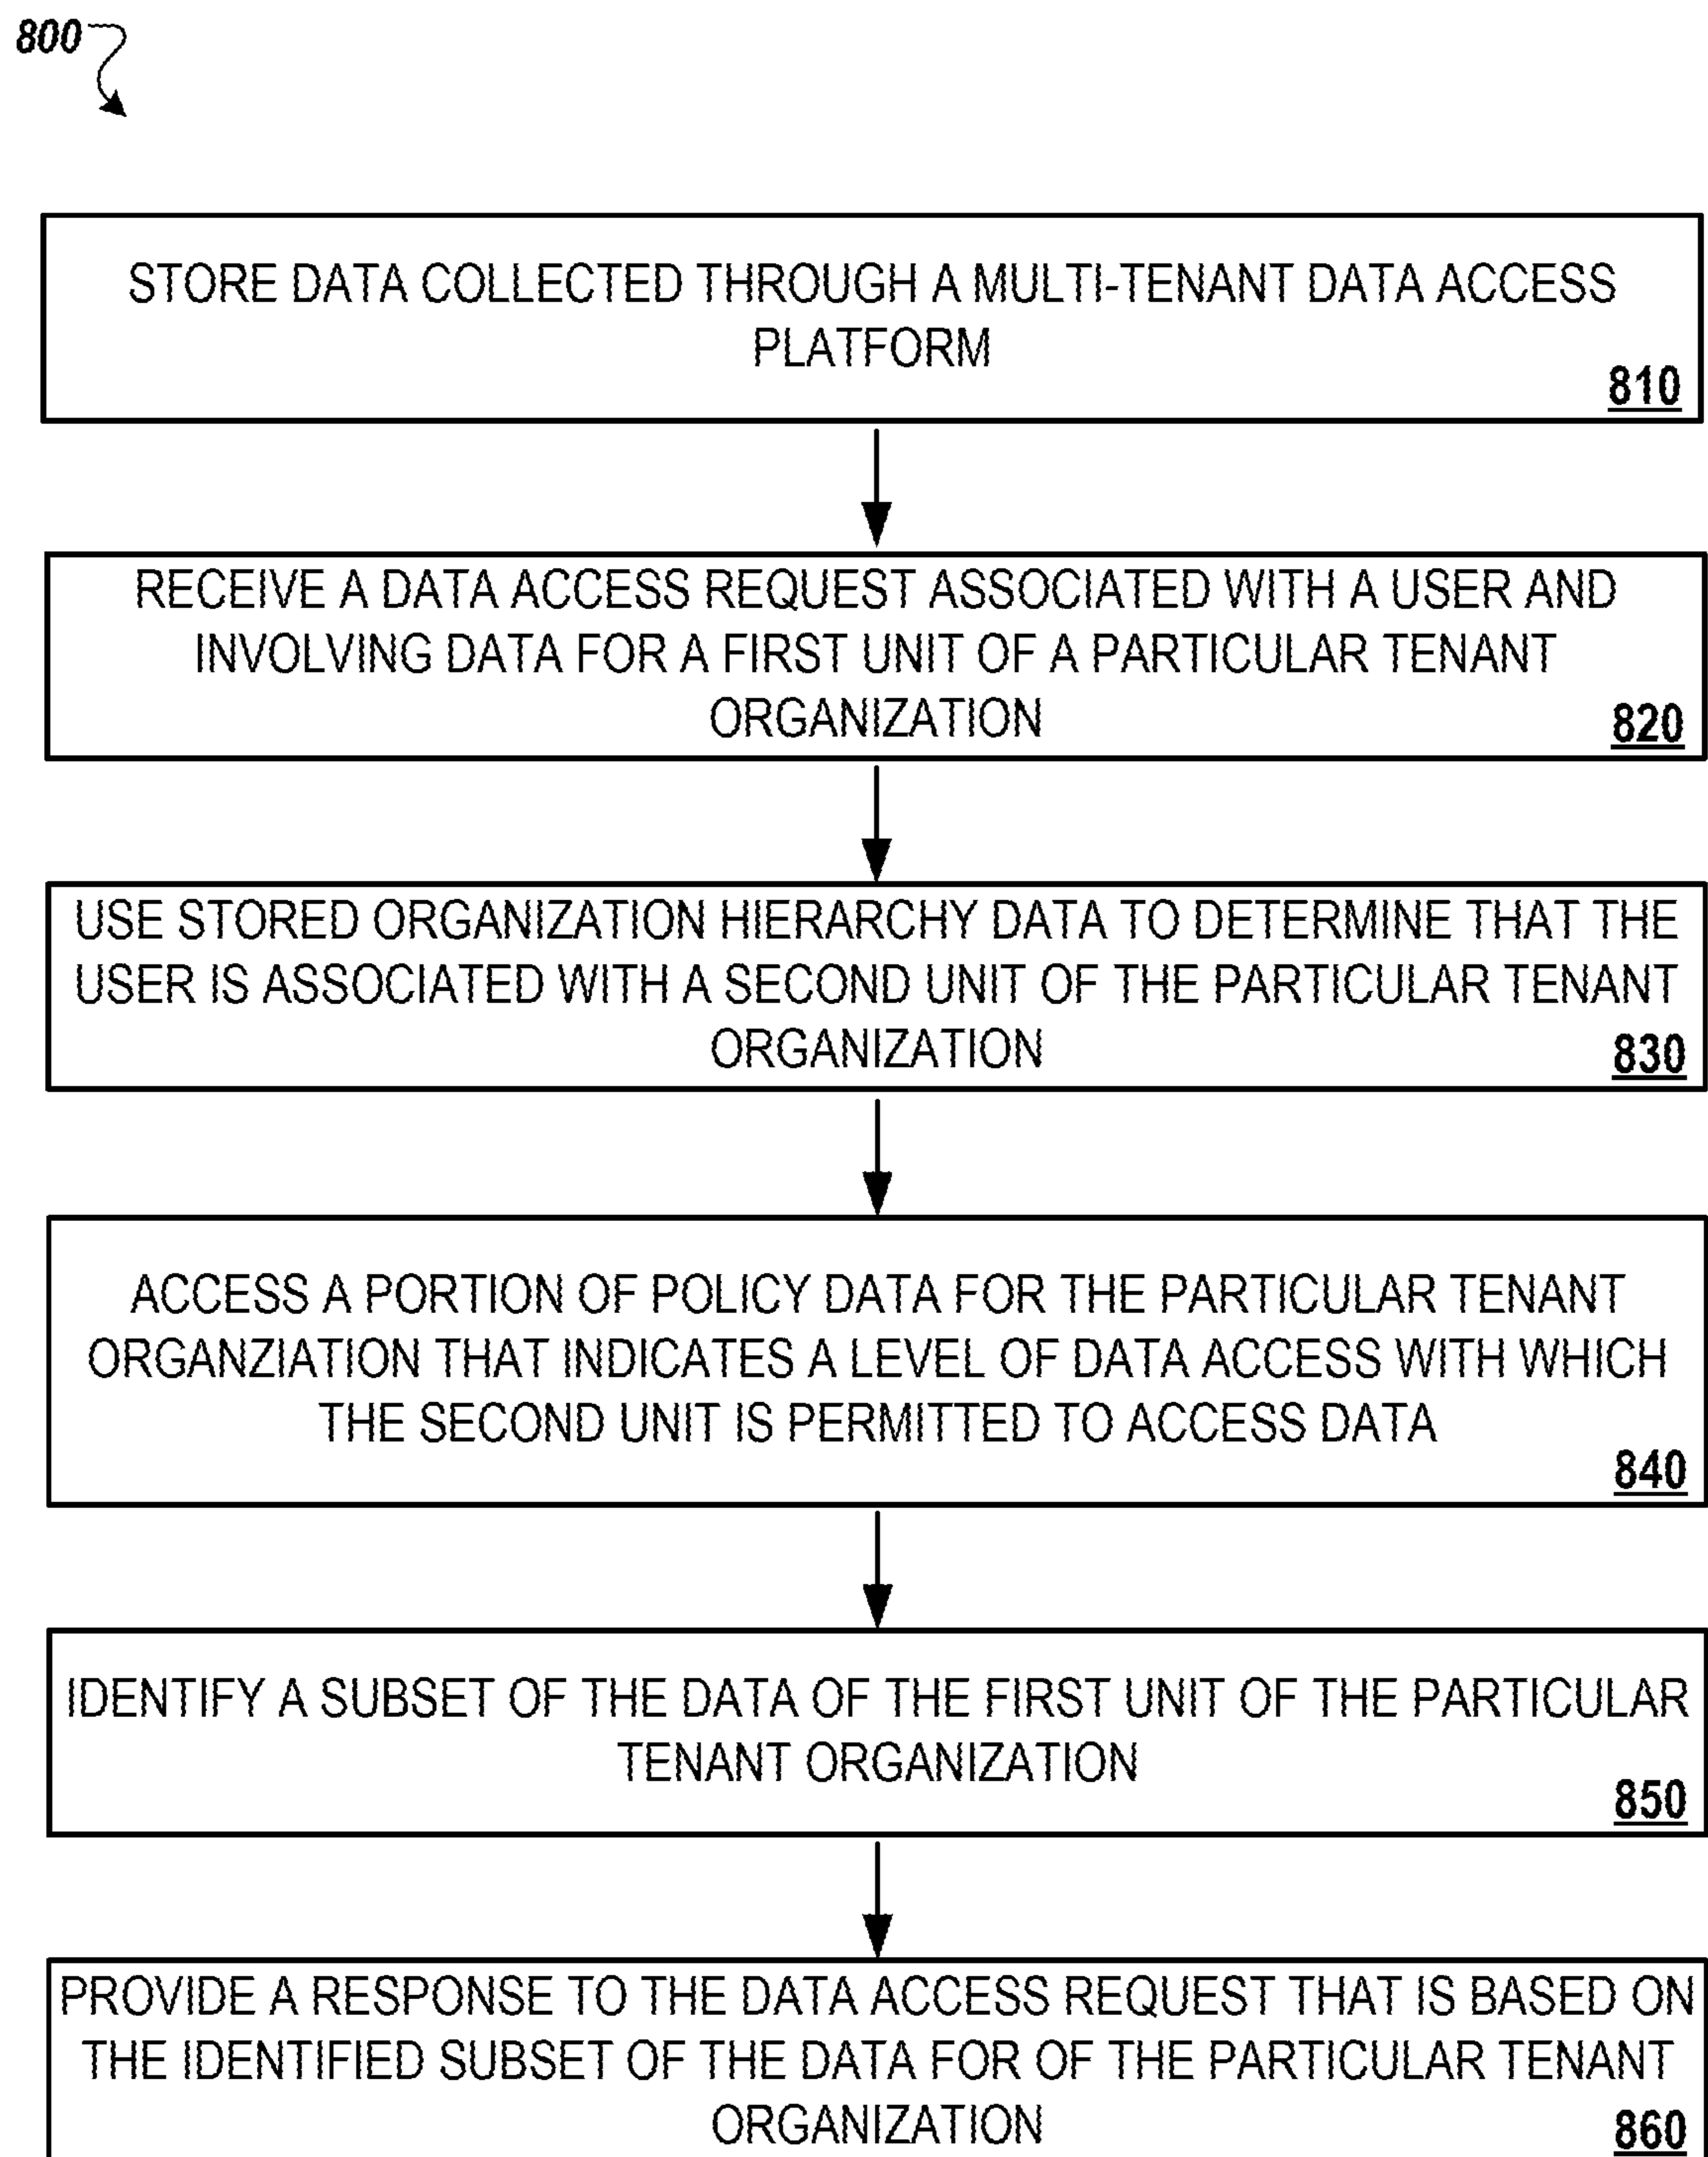 800
STORE DATA COLLECTED THROUGH A MULTI-TENANT DATA ACCESS
PLATFORM
810
RECEIVE A DATA ACCESS REQUEST ASSOCIATED WITH A USER AND
INVOLVING DATA FOR A FIRST UNIT OF A PARTICULAR TENANT
ORGANIZATION
820
USE STORED ORGANIZATION HIERARCHY DATA TO DETERMINE THAT THE
USER IS ASSOCIATED WITH A SECOND UNIT OF THE PARTICULAR TENANT
ORGANIZATION
830
ACCESS A PORTION OF POLICY DATA FOR THE PARTICULAR TENANT
ORGANZIATION THAT INDICATES A LEVEL OF DATA ACCESS WITH WHICH
THE SECOND UNIT IS PERMITTED TO ACCESS DATA
840
IDENTIFY A SUBSET OF THE DATA OF THE FIRST UNIT OF THE PARTICULAR
TENANT ORGANIZATION
850
PROVIDE A RESPONSE TO THE DATA ACCESS REQUEST THAT IS BASED ON
THE IDENTIFIED SUBSET OF THE DATA FOR OF THE PARTICULAR TENANT
ORGANIZATION
860